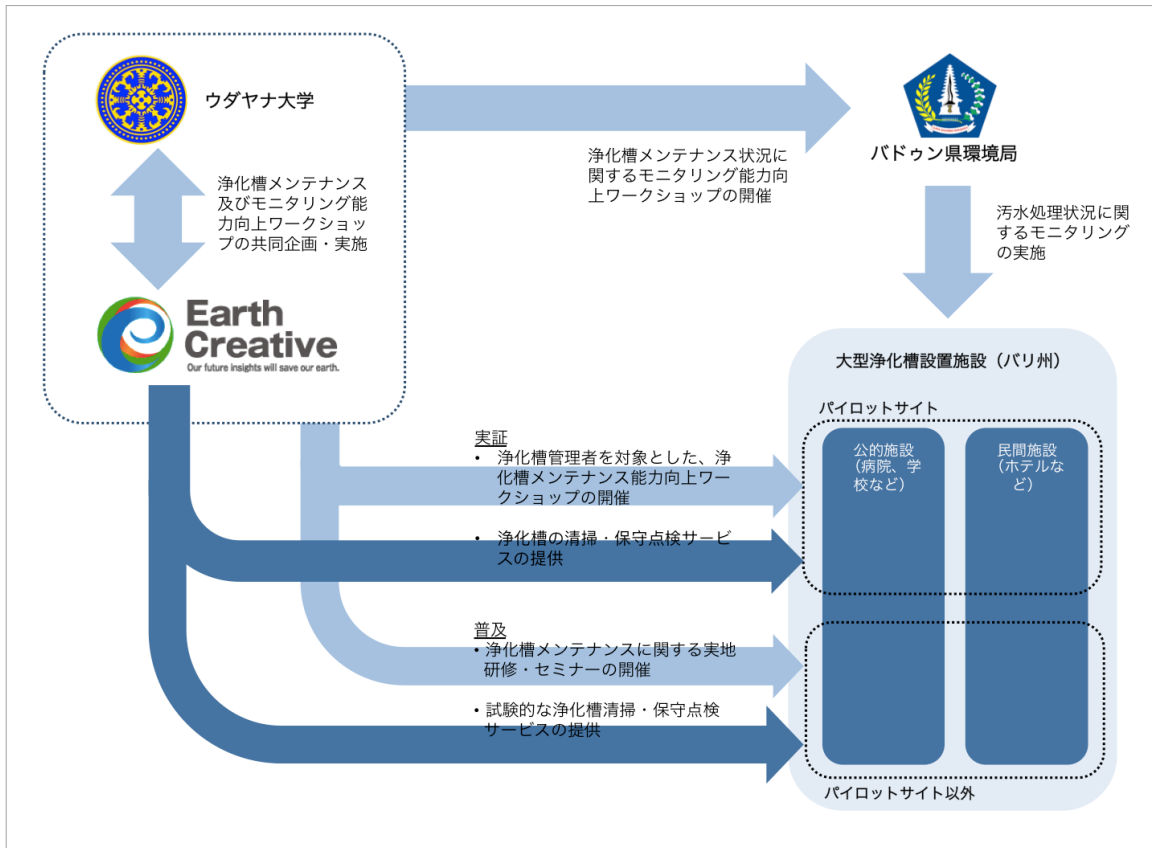 ウダヤナ大学
浄化槽メンテナンス
及びモニタリング能
力向上ワークショッ
プの共同企画・実施
Earth
Creative
Our future insights will save our earth.
浄化槽メンテナンス状況に
関するモニタリング能力向
上ワークショップの開催
バドゥン県環境局
汚水処理状況に関
するモニタリング
の実施
大型浄化槽設置施設（バリ州）
パイロットサイト
公的施設
（病院、学
校など）
民間施設
（ホテルな
ど）
実証
• 浄化槽管理者を対象とした、浄
化槽メンテナンス能力向上ワー
クショップの開催
• 浄化槽の清掃・保守点検サービ
スの提供
普及
• 浄化槽メンテナンスに関する実地
研修・セミナーの開催
• 試験的な浄化槽清掃・保守点検
サービスの提供
パイロットサイト以外